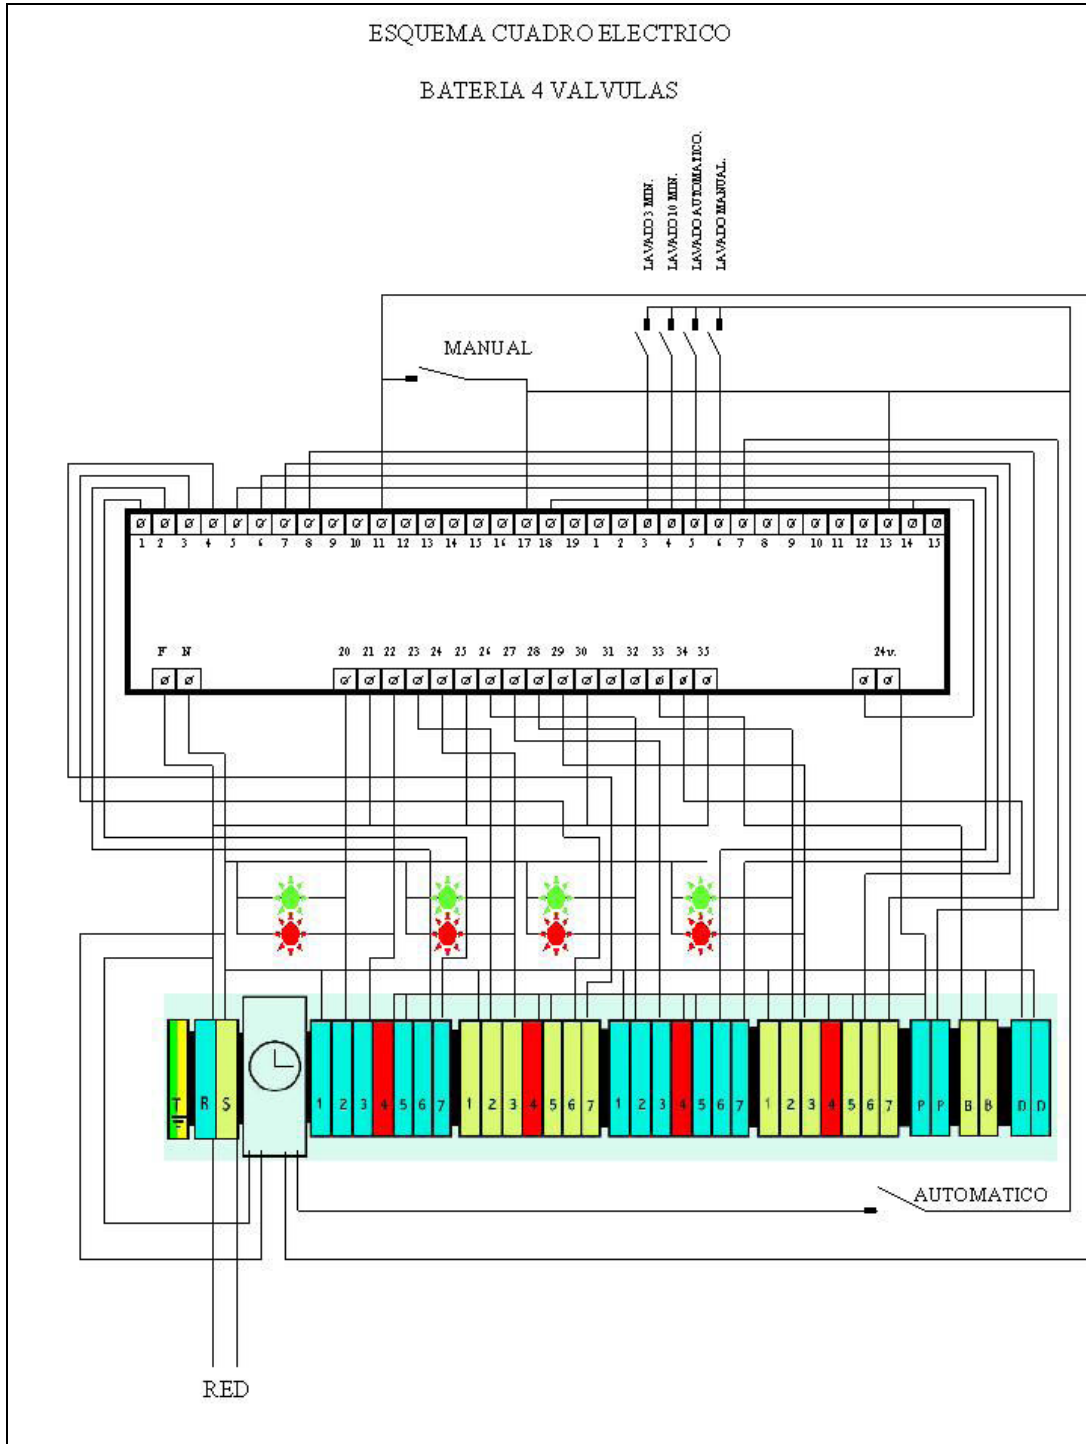 ESQUEMA CUADRO ELECTRICO
BATERIA 4 VALVULAS
LAVADO 3 MIN.
LAVADO 10 MIN.
LAVADO AUTOMATICO.
LAVADO MANUAL.
MANUAL
1 2 3 4 5 6 7 8 9 10 11 12 13 14 15 16 17 18 19 1 2 3 4 5 6 7 8 9 10 11 12 13 14 15
F N 20 21 22 23 24 25 26 27 28 29 30 31 32 33 34 35 24v.
T R S 1 2 3 4 5 6 7 1 2 3 4 5 6 7 1 2 3 4 5 6 7 1 2 3 4 5 6 7 P P B B D D
AUTOMATICO
RED